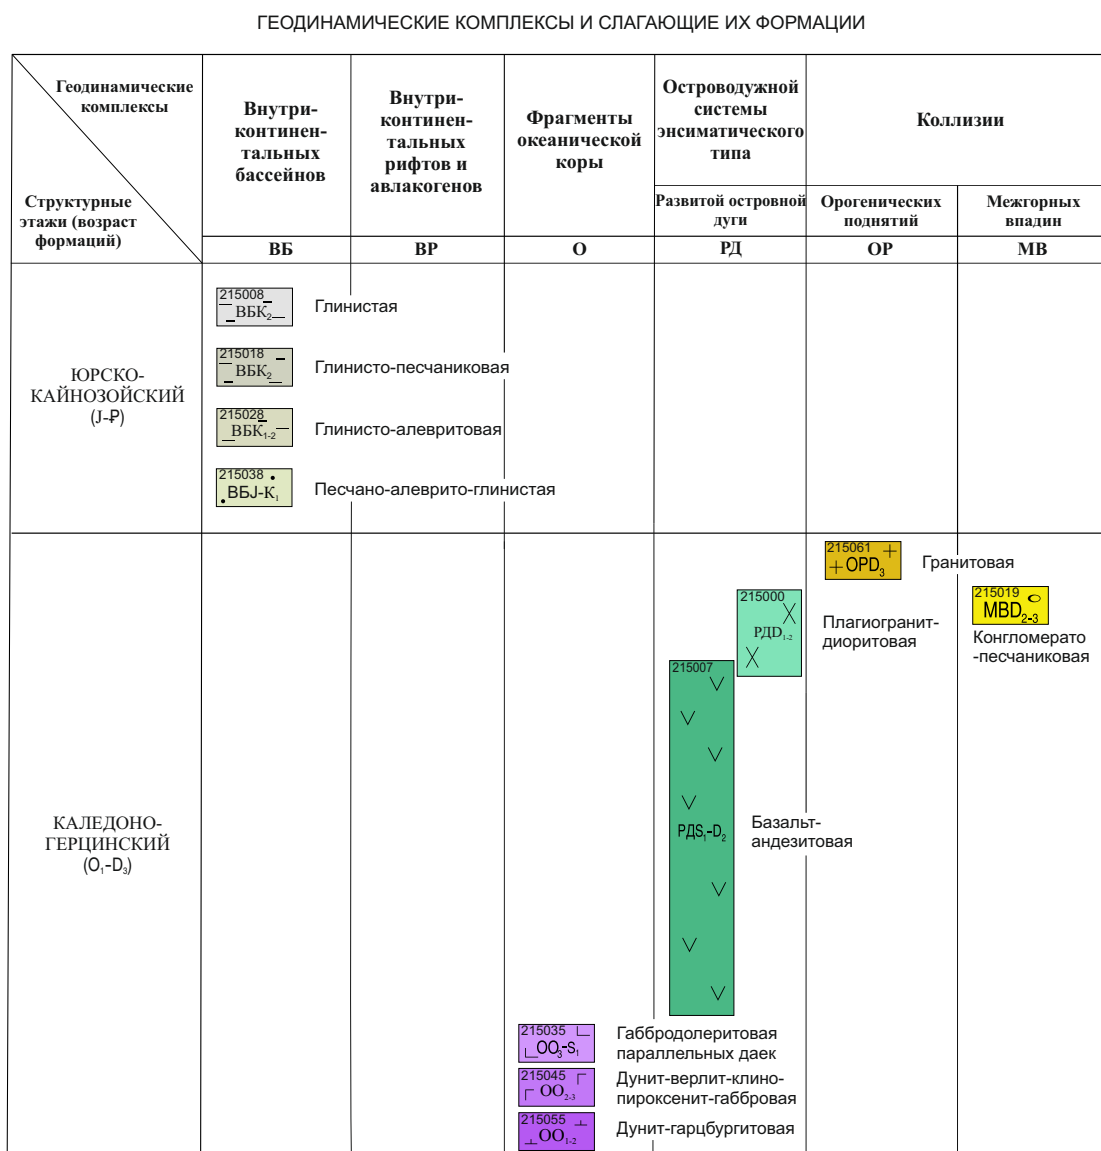 ГЕОДИНАМИЧЕСКИЕ КОМПЛЕКСЫ И СЛАГАЮЩИЕ ИХ ФОРМАЦИИ
Геодинамические
комплексы
Структурные
этажи (возраст
формаций)
Внутри-
континен-
тальных
бассейнов
Внутри-
континен-
тальных
рифтов и
авлакогенов
Фрагменты
океанической
коры
Островодужной
системы
энсиматического
типа
Коллизии
Развитой островной
дуги
Орогенических
поднятий
Межгорных
впадин
ВБ
ВР
О
РД
ОР
МВ
ЮРСКО-
КАЙНОЗОЙСКИЙ
(J-₽)
215008
ВБК₂
Глинистая
215018
ВБК₂
Глинисто-песчаниковая
215028
ВБК₁₋₂
Глинисто-алевритовая
215038
ВБJ-К₁
Песчано-алеврито-глинистая
КАЛЕДОНО-
ГЕРЦИНСКИЙ
(O₁-D₃)
215061
ОРD₃
Гранитовая
215019
МВD₂₋₃
Конгломерато
-песчаниковая
215000
РДD₁₋₂
Плагиогранит-
диоритовая
215007
РДS₁-D₂
Базальт-
андезитовая
215035
ОО₃-S₁
Габбродолеритовая
параллельных даек
215045
ОО₂₋₃
Дунит-верлит-клино-
пироксенит-габбровая
215055
ОО₁₋₂
Дунит-гарцбургитовая